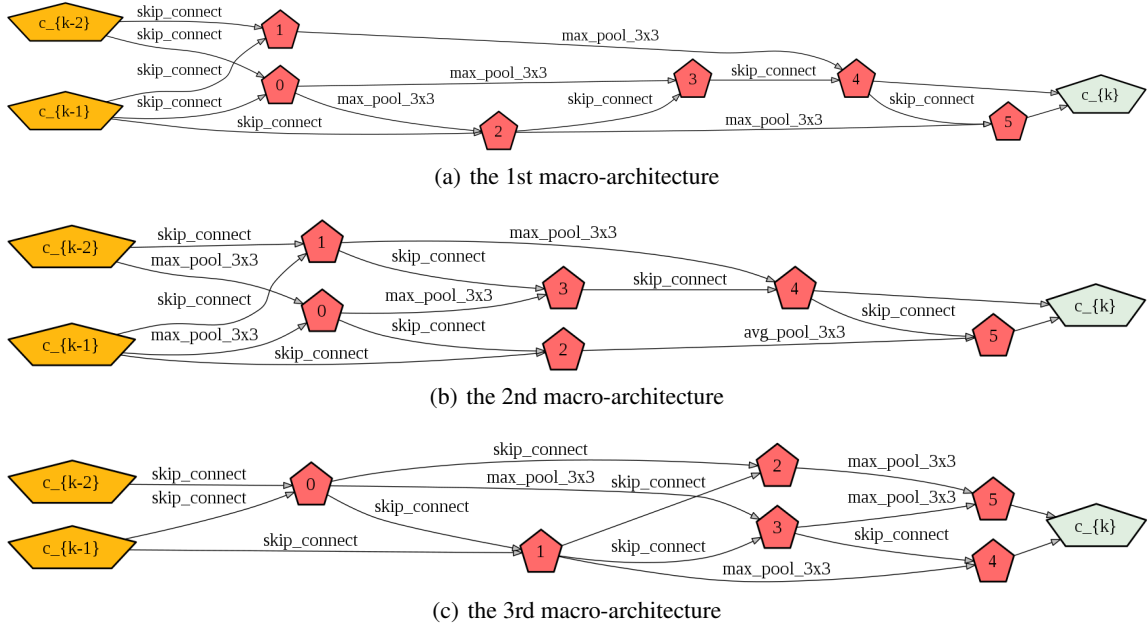 c_{k-2}
skip_connect
1
skip_connect
max_pool_3x3
skip_connect
max_pool_3x3
skip_connect
3
4
0
c_{k}
c_{k-1}
skip_connect
max_pool_3x3
skip_connect
skip_connect
skip_connect
2
max_pool_3x3
5
(a) the 1st macro-architecture
c_{k-2}
skip_connect
1
max_pool_3x3
max_pool_3x3
skip_connect
skip_connect
3
4
skip_connect
max_pool_3x3
0
skip_connect
c_{k}
c_{k-1}
max_pool_3x3
skip_connect
avg_pool_3x3
5
skip_connect
2
(b) the 2nd macro-architecture
skip_connect
2
max_pool_3x3
c_{k-2}
skip_connect
0
max_pool_3x3
skip_connect
5
skip_connect
skip_connect
max_pool_3x3
c_{k}
c_{k-1}
skip_connect
1
skip_connect
3
skip_connect
4
max_pool_3x3
(c) the 3rd macro-architecture